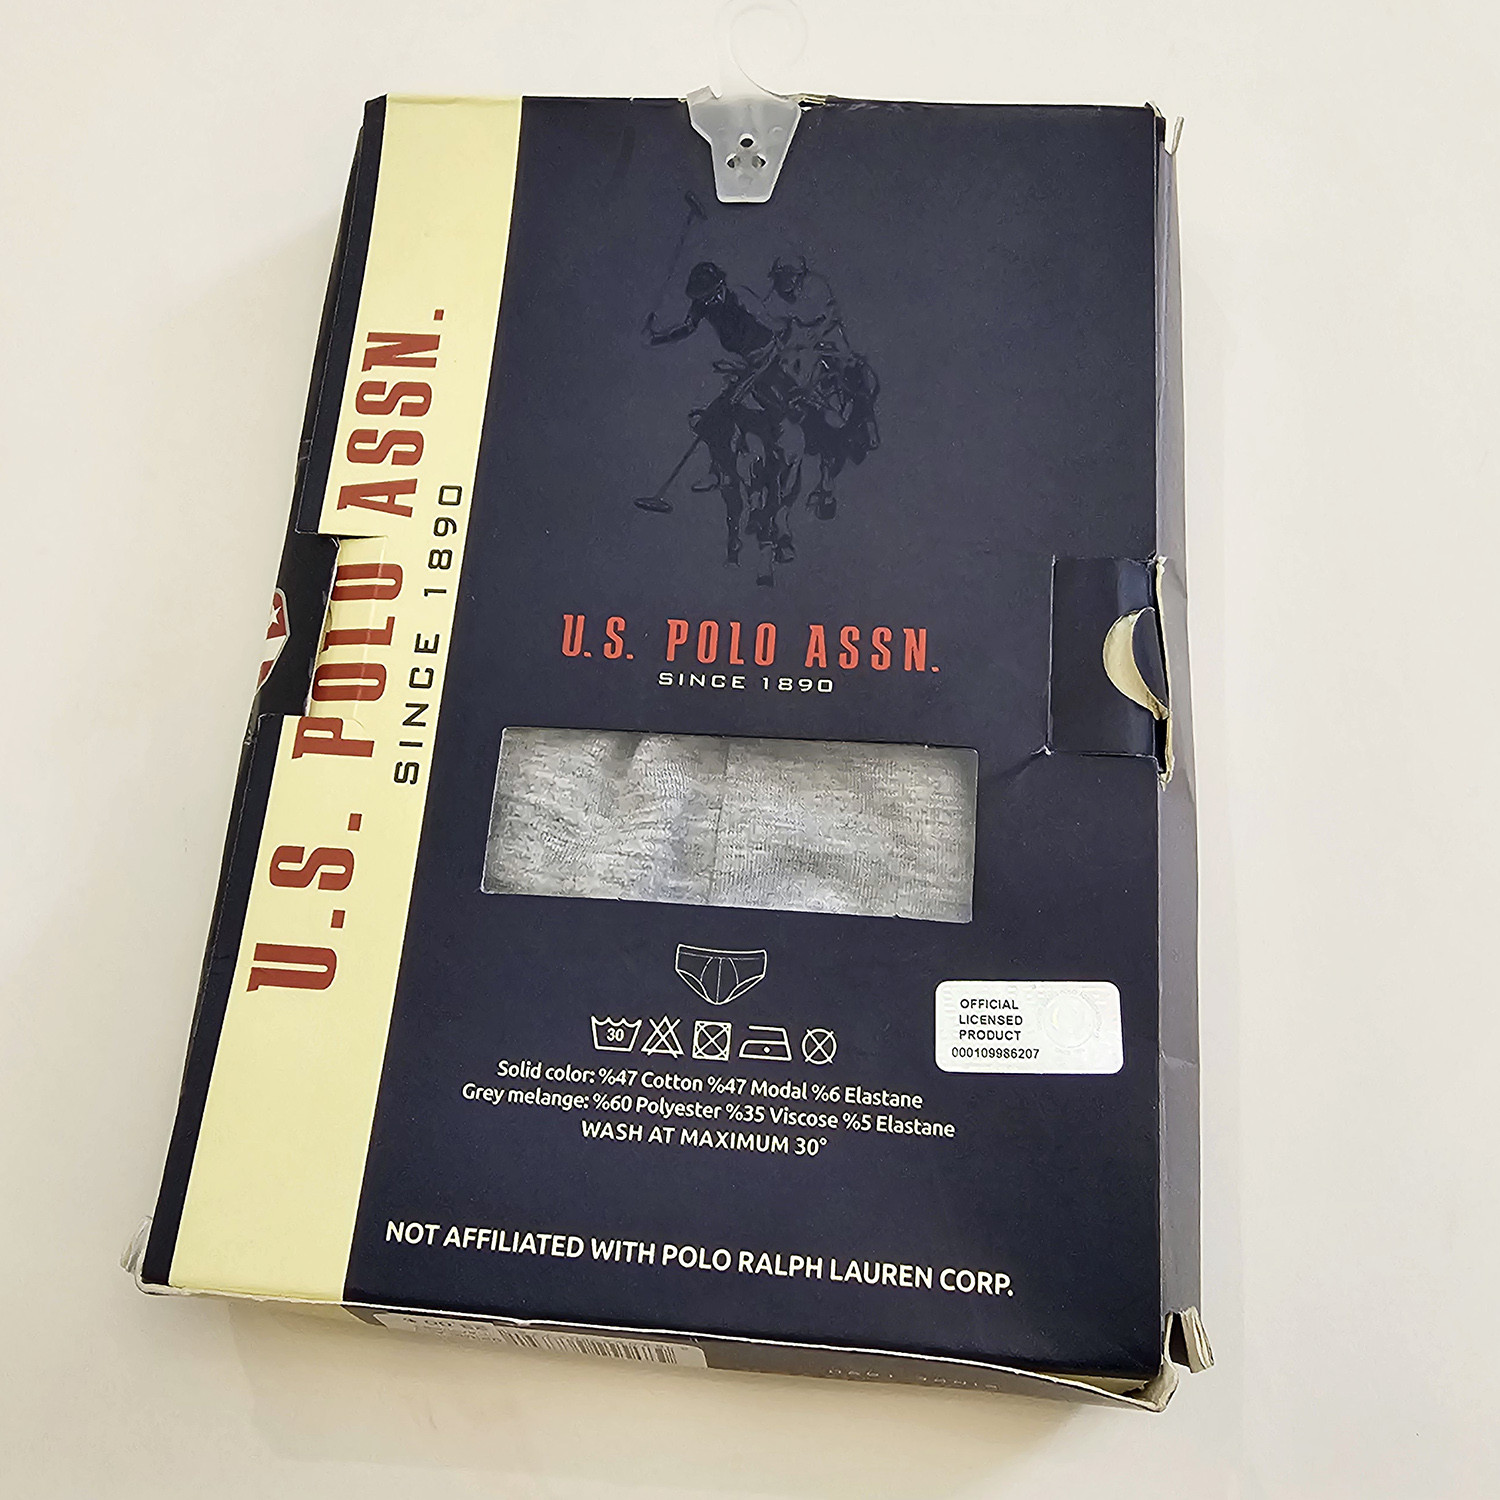 U.S. POLO ASSN.
SINCE 1890
U.S. POLO ASSN.
SINCE 1890
30
OFFICIAL
LICENSED
PRODUCT
000109986207
Solid color: %47 Cotton %47 Modal %6 Elastane
Grey melange: %60 Polyester %35 Viscose %5 Elastane
WASH AT MAXIMUM 30°
NOT AFFILIATED WITH POLO RALPH LAUREN CORP.
SINCE 1890